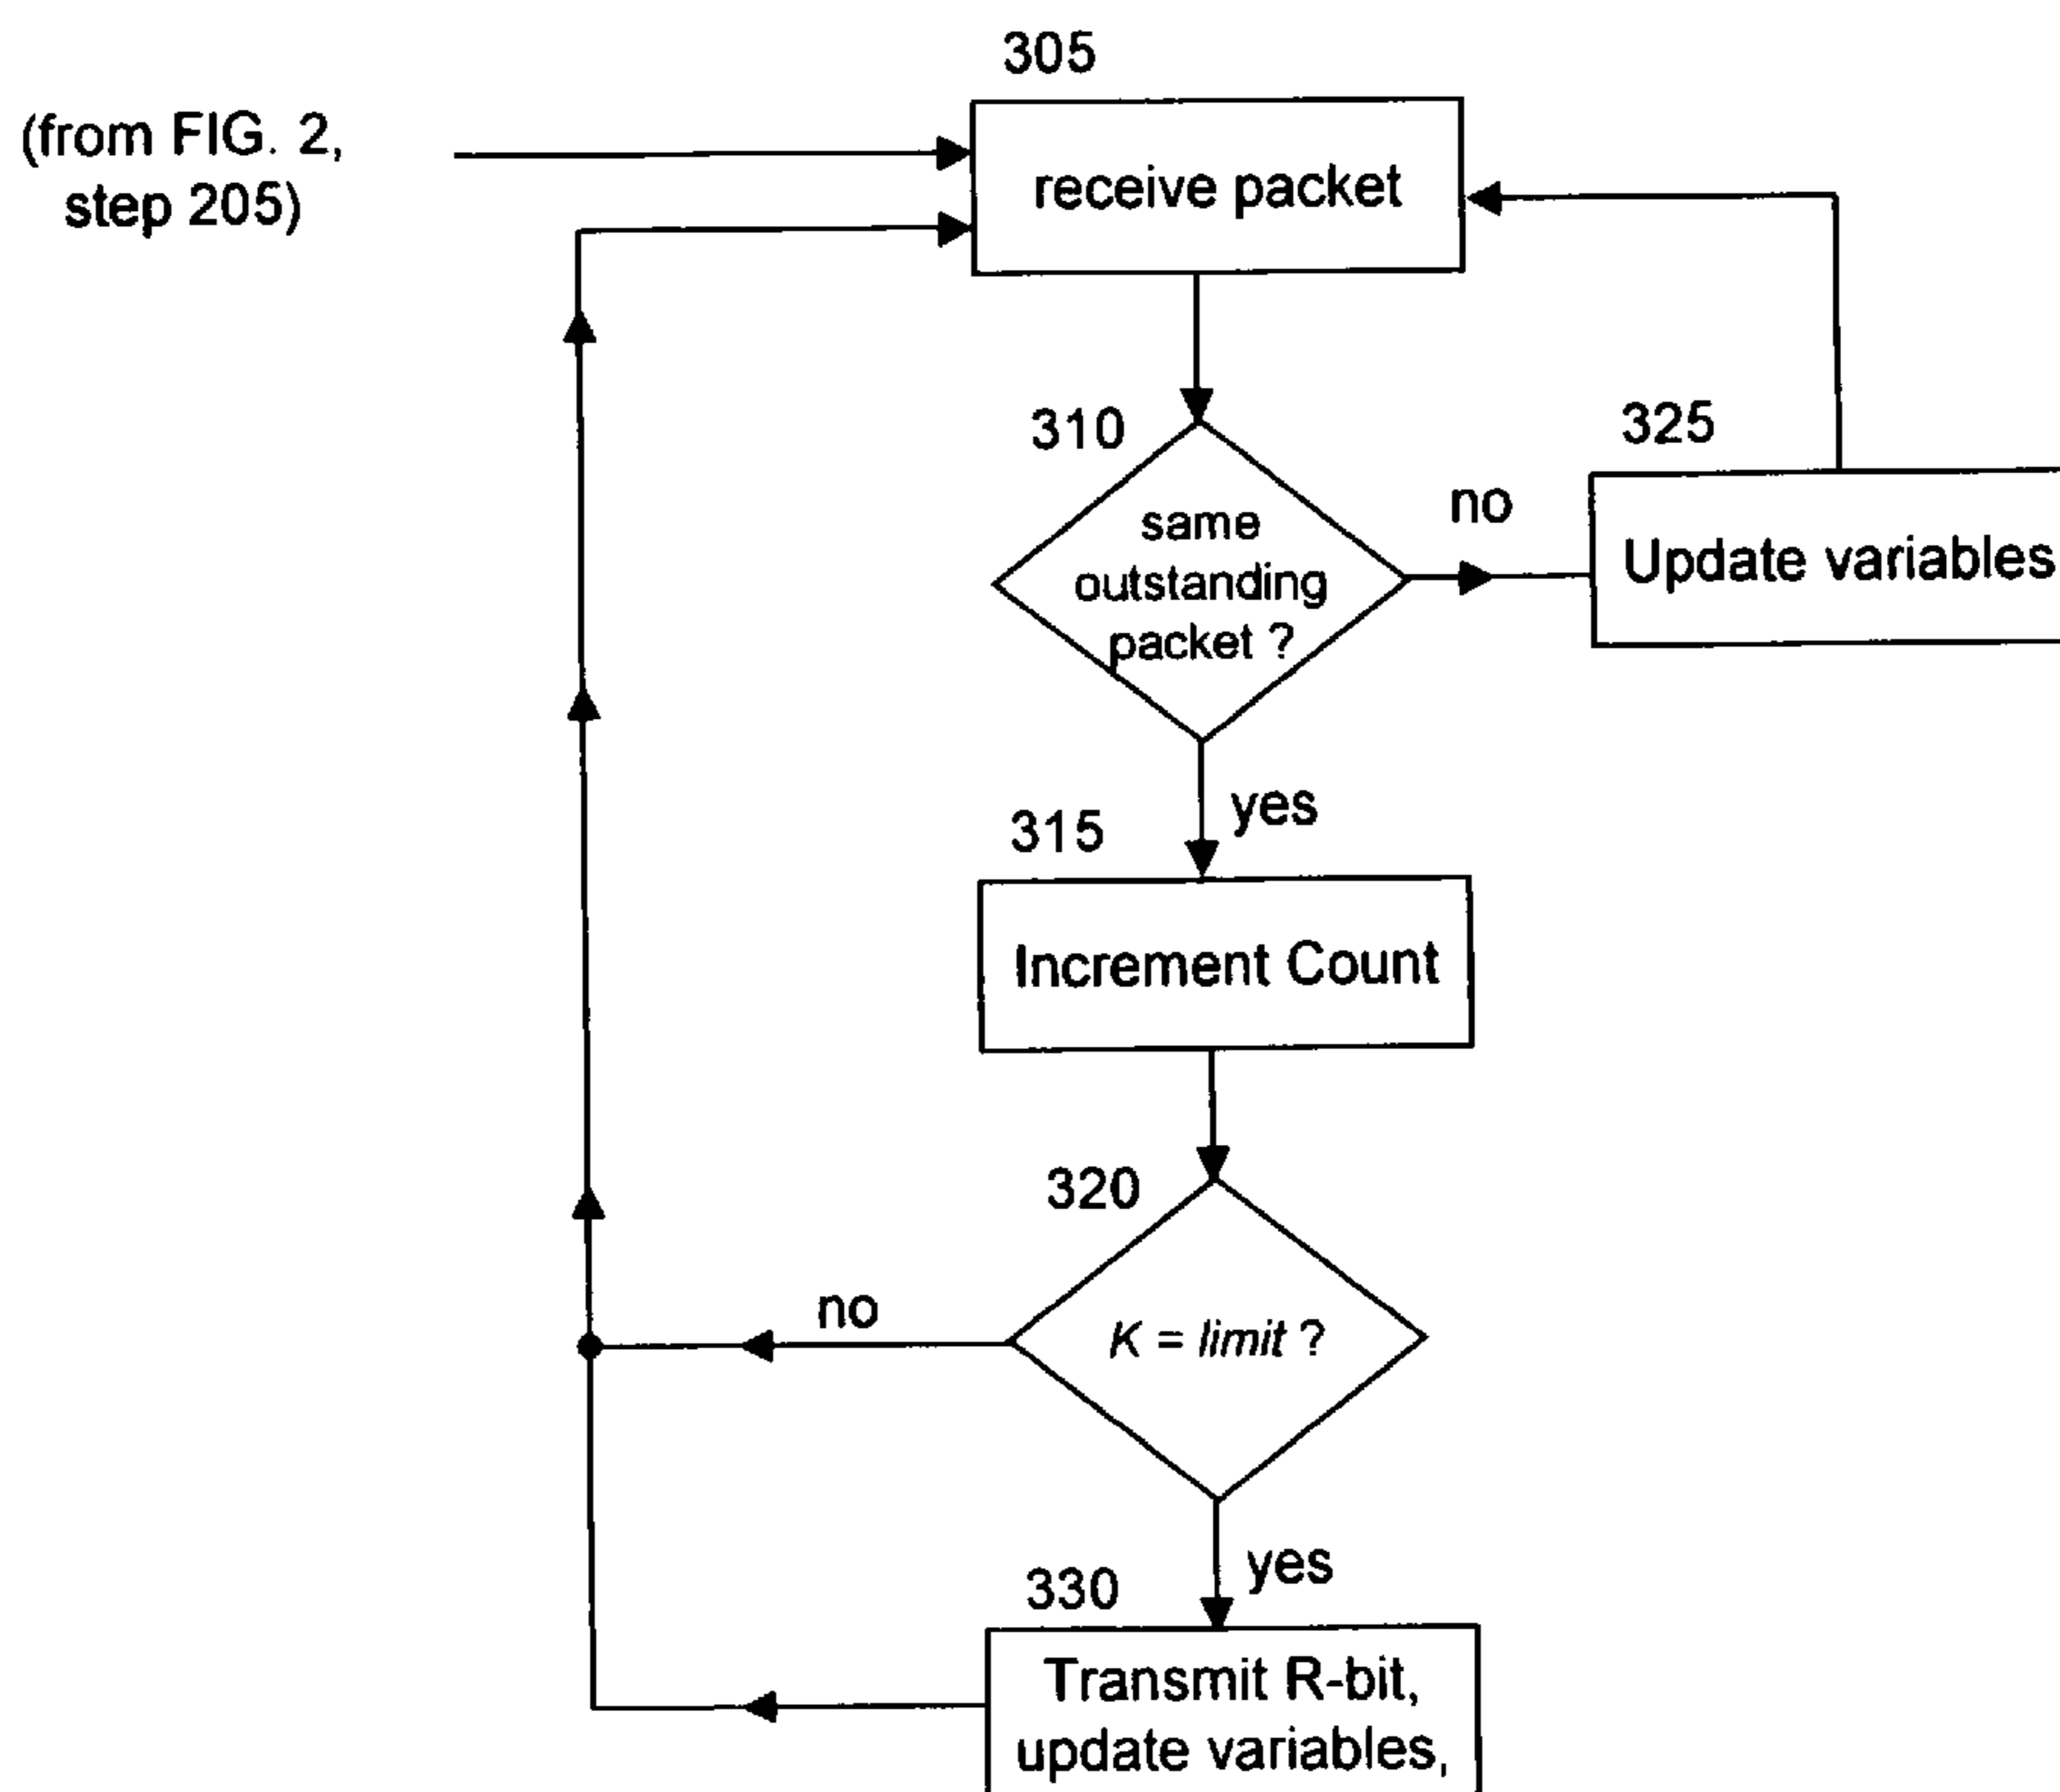 305
(from FIG. 2,
step 205)
receive packet
310
325
no
same
outstanding
packet ?
Update variables
yes
315
Increment Count
320
no
K = limit ?
yes
330
Transmit R-bit,
update variables,